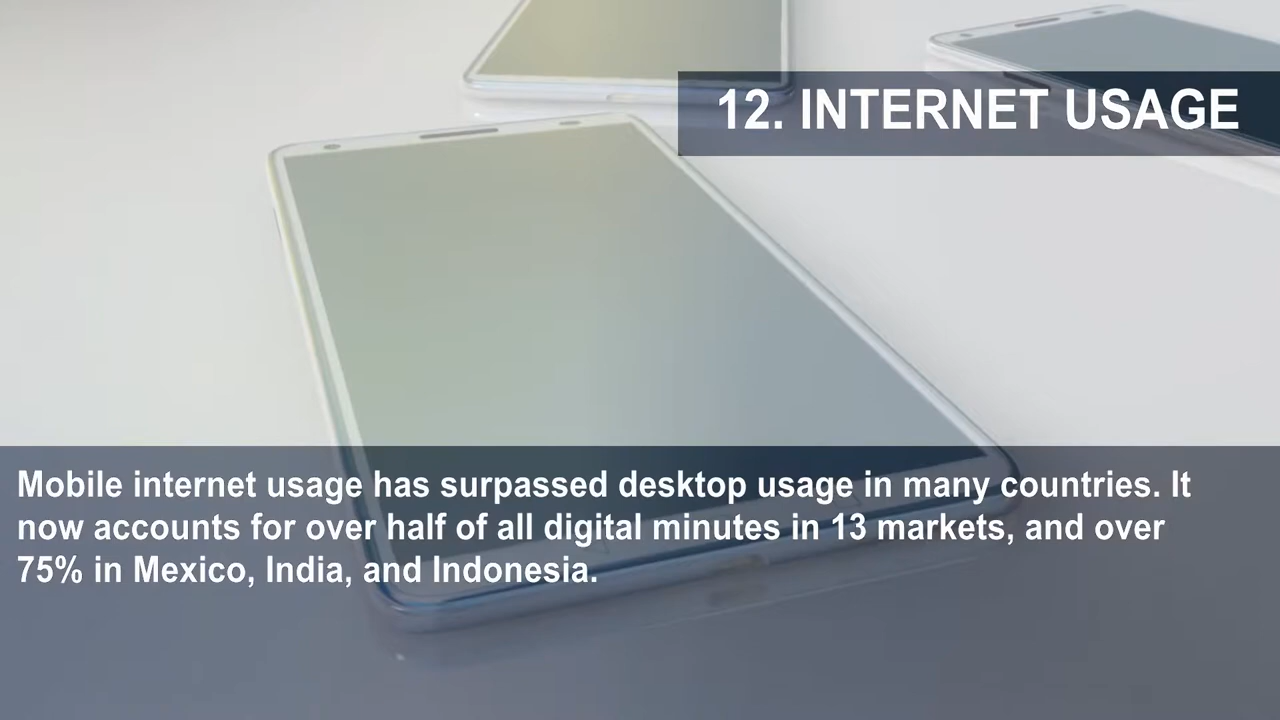 12. INTERNET USAGE
Mobile internet usage has surpassed desktop usage in many countries. It
now accounts for over half of all digital minutes in 13 markets, and over
75% in Mexico, India, and Indonesia.